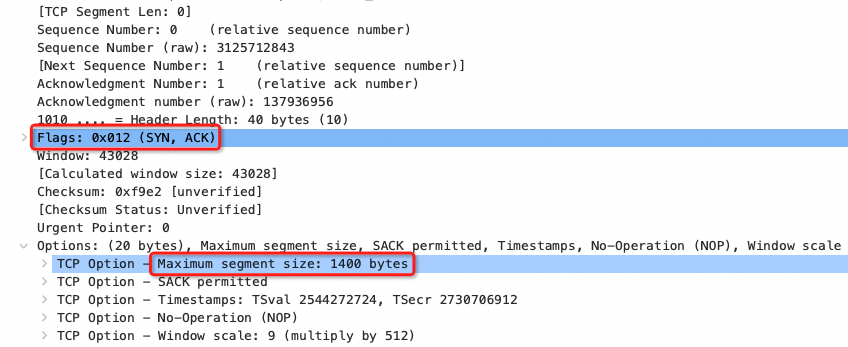 [TCP Segment Len: 0]
Sequence Number: 0    (relative sequence number)
Sequence Number (raw): 3125712843
[Next Sequence Number: 1    (relative sequence number)]
Acknowledgment Number: 1    (relative ack number)
Acknowledgment number (raw): 137936956
1010 .... = Header Length: 40 bytes (10)
Flags: 0x012 (SYN, ACK)
Window: 43028
[Calculated window size: 43028]
Checksum: 0xf9e2 [unverified]
[Checksum Status: Unverified]
Urgent Pointer: 0
Options: (20 bytes), Maximum segment size, SACK permitted, Timestamps, No-Operation (NOP), Window scale
TCP Option - Maximum segment size: 1400 bytes
TCP Option - SACK permitted
TCP Option - Timestamps: TSval 2544272724, TSecr 2730706912
TCP Option - No-Operation (NOP)
TCP Option - Window scale: 9 (multiply by 512)